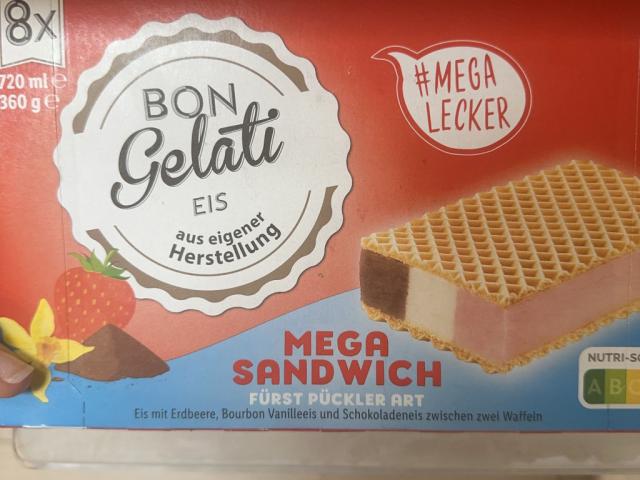 8x
720 ml e
360 g e
BON
Gelati
EIS
aus eigener
Herstellung
#MEGA
LECKER
MEGA
SANDWICH
FÜRST PÜCKLER ART
Eis mit Erdbeere, Bourbon Vanilleeis und Schokoladeneis zwischen zwei Waffeln
NUTRI-SC
A B